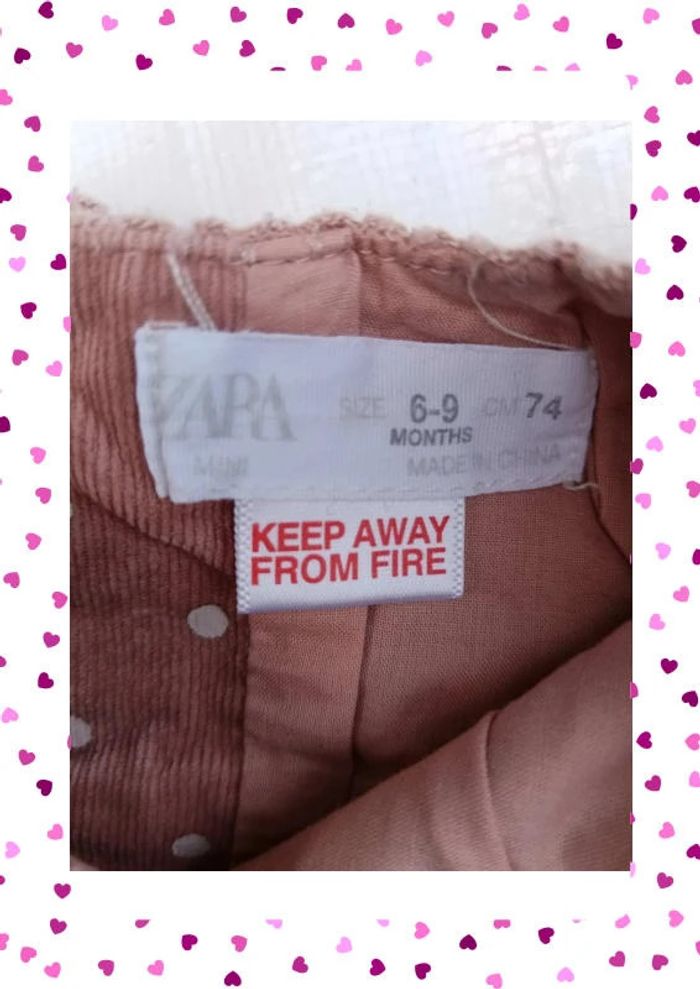 ZARA SIZE 6-9 CM 74
MONTHS
MINI MADE IN CHINA
KEEP AWAY
FROM FIRE